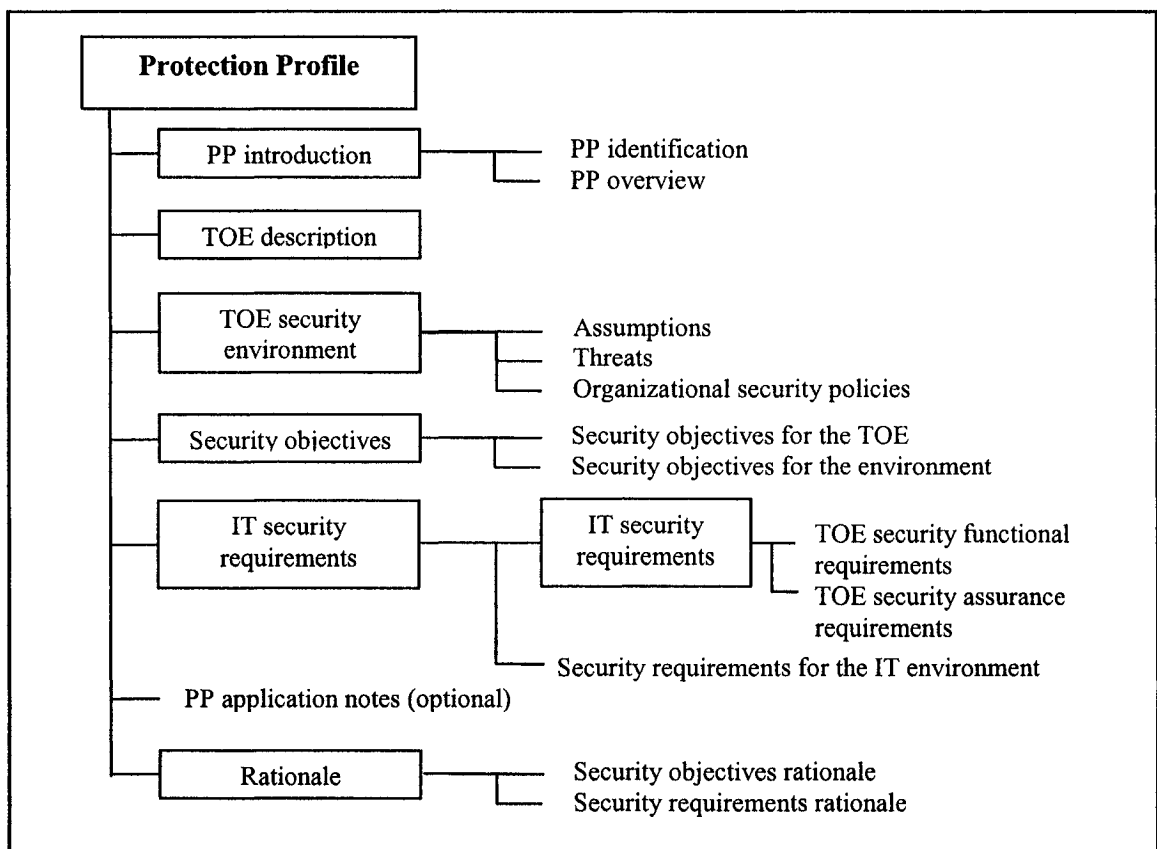 Protection Profile
PP introduction
PP identification
PP overview
TOE description
TOE security
environment
Assumptions
Threats
Organizational security policies
Security objectives
Security objectives for the TOE
Security objectives for the environment
IT security
requirements
IT security
requirements
TOE security functional
requirements
TOE security assurance
requirements
Security requirements for the IT environment
PP application notes (optional)
Rationale
Security objectives rationale
Security requirements rationale